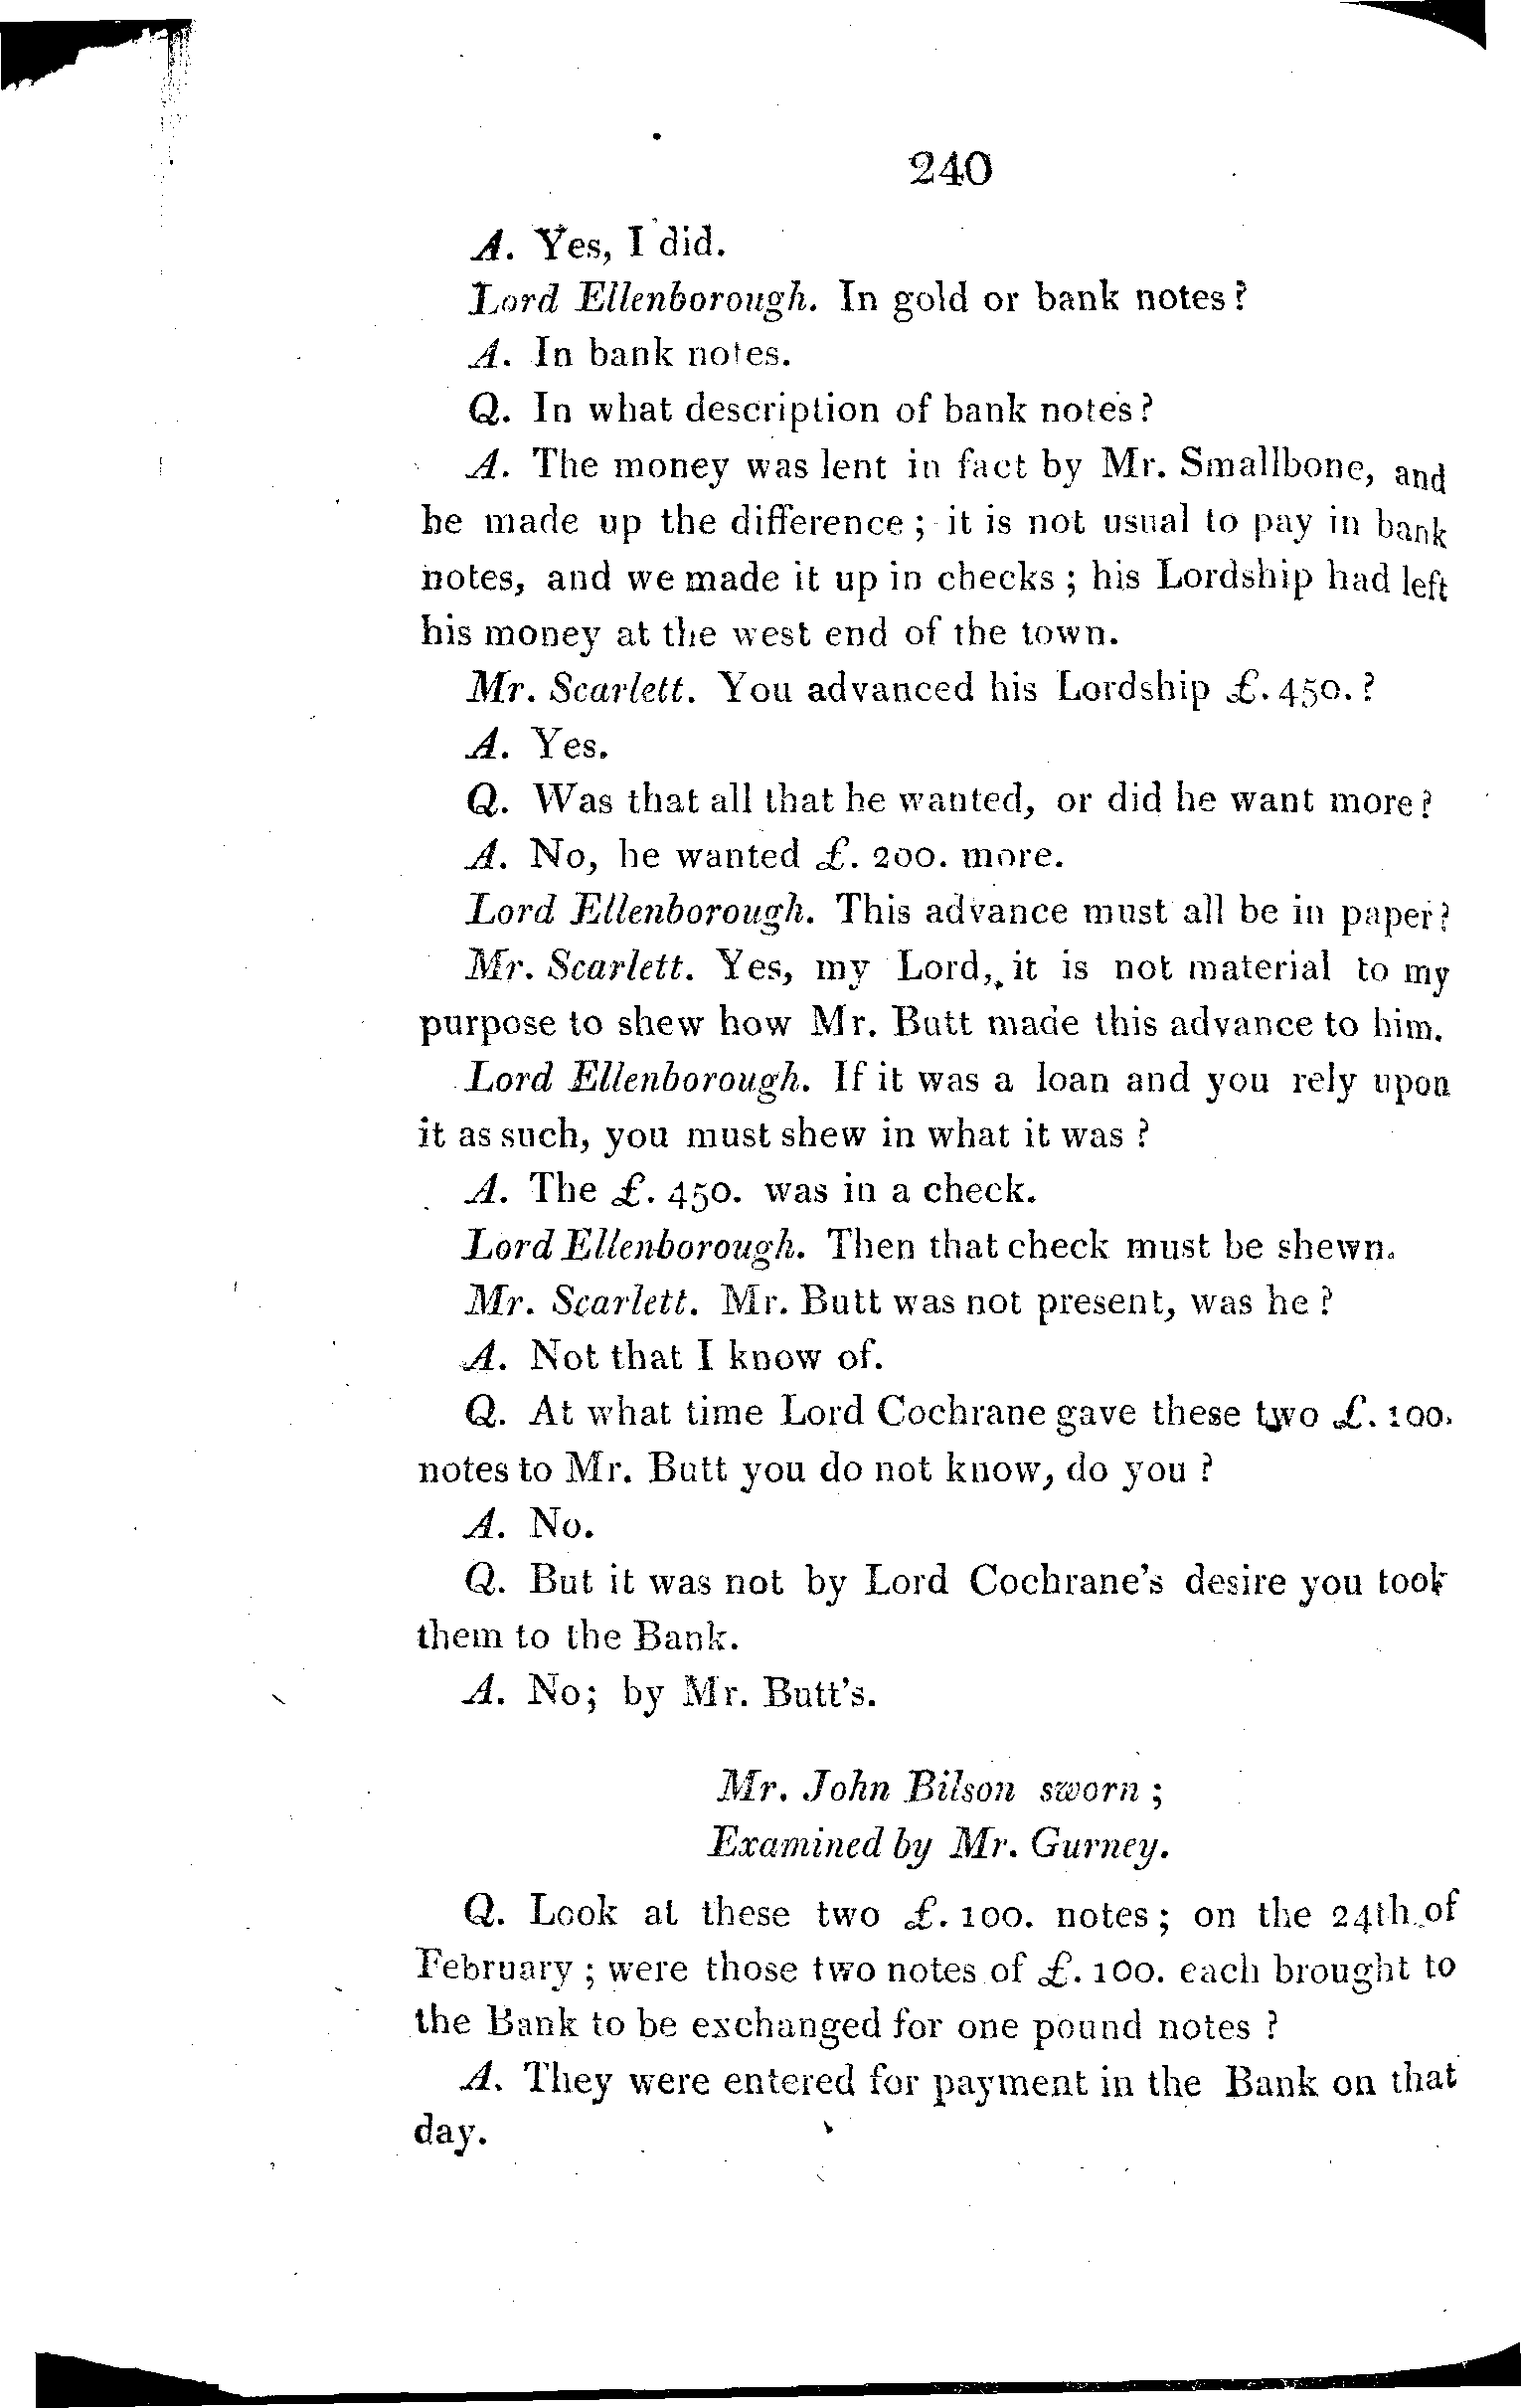 240
A. Yes, I did.
Lord Ellenborough. In gold or bank notes?
A. In bank notes.
Q. In what description of bank notes?
A. The money was lent in fact by Mr. Smallbone, and
he made up the difference; it is not usual to pay in bank
notes, and we made it up in checks; his Lordship had left
his money at the west end of the town.
Mr. Scarlett. You advanced his Lordship £. 450.?
A. Yes.
Q. Was that all that he wanted, or did he want more?
A. No, he wanted £. 200. more.
Lord Ellenborough. This advance must all be in paper?
Mr. Scarlett. Yes, my Lord, it is not material to my
purpose to shew how Mr. Butt made this advance to him.
Lord Ellenborough. If it was a loan and you rely upon
it as such, you must shew in what it was?
A. The £. 450. was in a check.
Lord Ellenborough. Then that check must be shewn.
Mr. Scarlett. Mr. Butt was not present, was he?
A. Not that I know of.
Q. At what time Lord Cochrane gave these two £. 100.
notes to Mr. Butt you do not know, do you?
A. No.
Q. But it was not by Lord Cochrane's desire you took
them to the Bank.
A. No; by Mr. Butt's.
Mr. John Bilson sworn;
Examined by Mr. Gurney.
Q. Look at these two £. 100. notes; on the 24th of
February; were those two notes of £. 100. each brought to
the Bank to be exchanged for one pound notes?
A. They were entered for payment in the Bank on that
day.